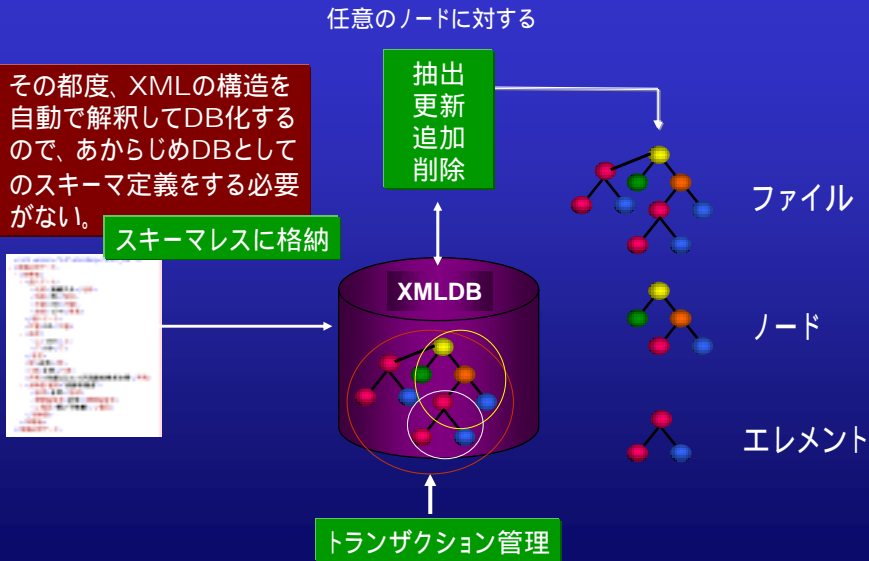 任意のノードに対する
抽出
更新
追加
削除
その都度、XMLの構造を
自動で解釈してDB化する
ので、あからじめDBとして
のスキーマ定義をする必要
がない。
スキーマレスに格納
XMLDB
ファイル
ノード
エレメント
トランザクション管理